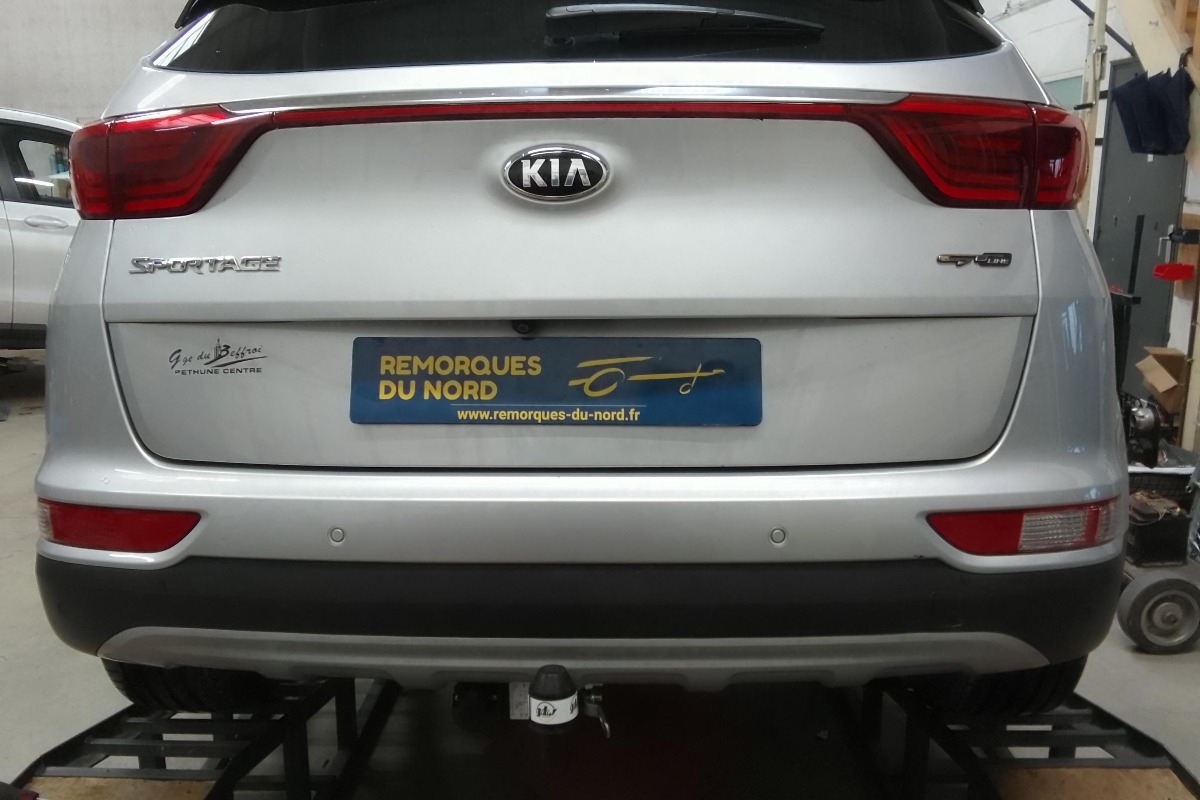 KIA
SPORTAGE
GT LINE
Gge du Beffroi
BETHUNE CENTRE
REMORQUES
DU NORD
www.remorques-du-nord.fr